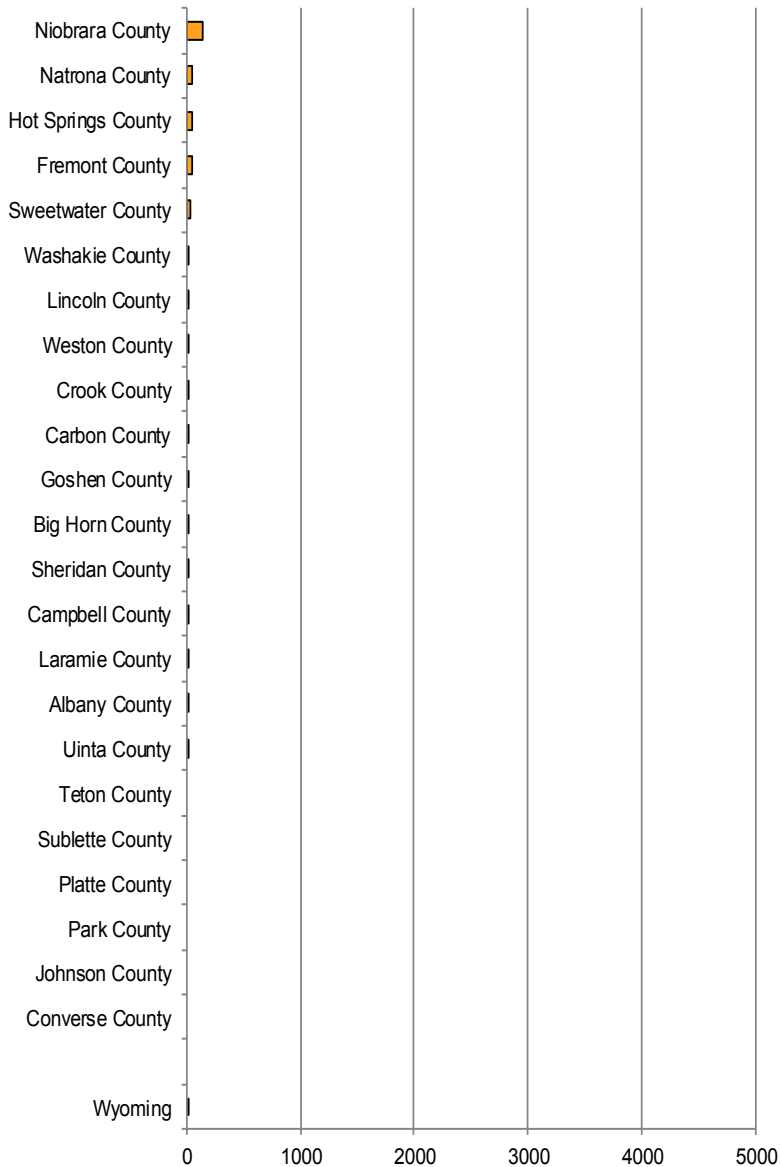 Niobrara County
Natrona County
Hot Springs County
Fremont County
Sweetwater County
Washakie County
Lincoln County
Weston County
Crook County
Carbon County
Goshen County
Big Horn County
Sheridan County
Campbell County
Laramie County
Albany County
Uinta County
Teton County
Sublette County
Platte County
Park County
Johnson County
Converse County
Wyoming
0 1000 2000 3000 4000 5000